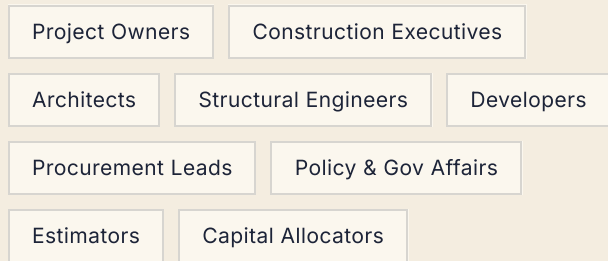 Project Owners Construction Executives
Architects Structural Engineers Developers
Procurement Leads Policy & Gov Affairs
Estimators Capital Allocators